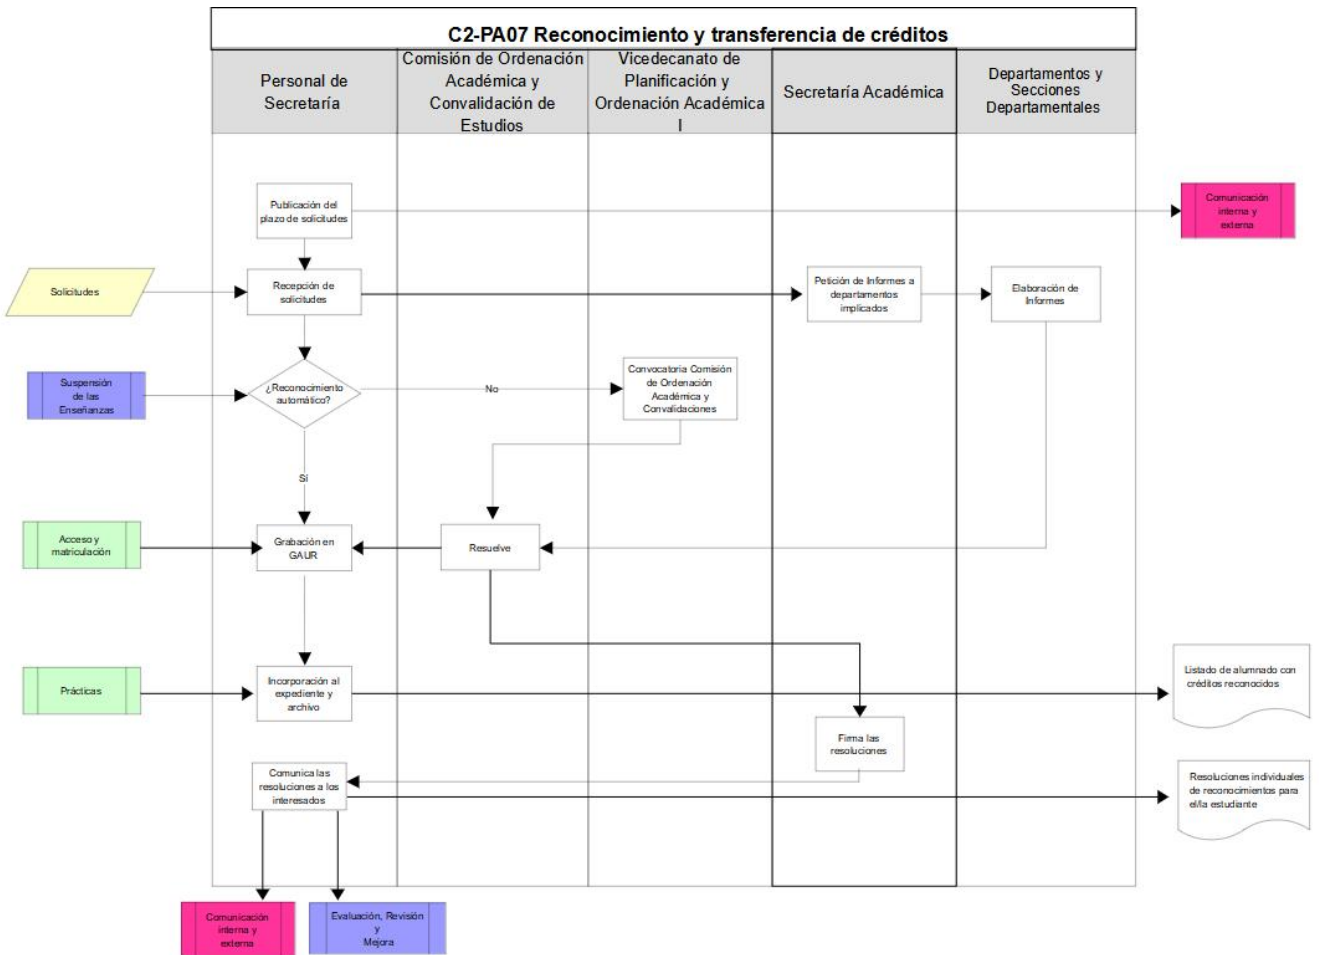 C2-PA07 Reconocimiento y transferencia de créditos
Personal de
Secretaría
Comisión de Ordenación
Académica y
Convalidación de
Estudios
Vicedecanato de
Planificación y
Ordenación Académica
I
Secretaría Académica
Departamentos y
Secciones
Departamentales
Publicación del
plazo de solicitudes
Comunicación
interna y
externa
Solicitudes
Recepción de
solicitudes
Petición de Informes a
departamentos
implicados
Elaboración de
Informes
Suspensión
de las
Enseñanzas
¿Reconocimiento
automático?
No
Convocatoria Comisión
de Ordenación
Académica y
Convalidaciones
Sí
Acceso y
matriculación
Grabación en
GAUR
Resuelve
Prácticas
Incorporación al
expediente y
archivo
Listado de alumnado con
créditos reconocidos
Firma las
resoluciones
Comunica las
resoluciones a los
interesados
Resoluciones individuales
de reconocimientos para
el/la estudiante
Comunicación
interna y
externa
Evaluación, Revisión
y
Mejora